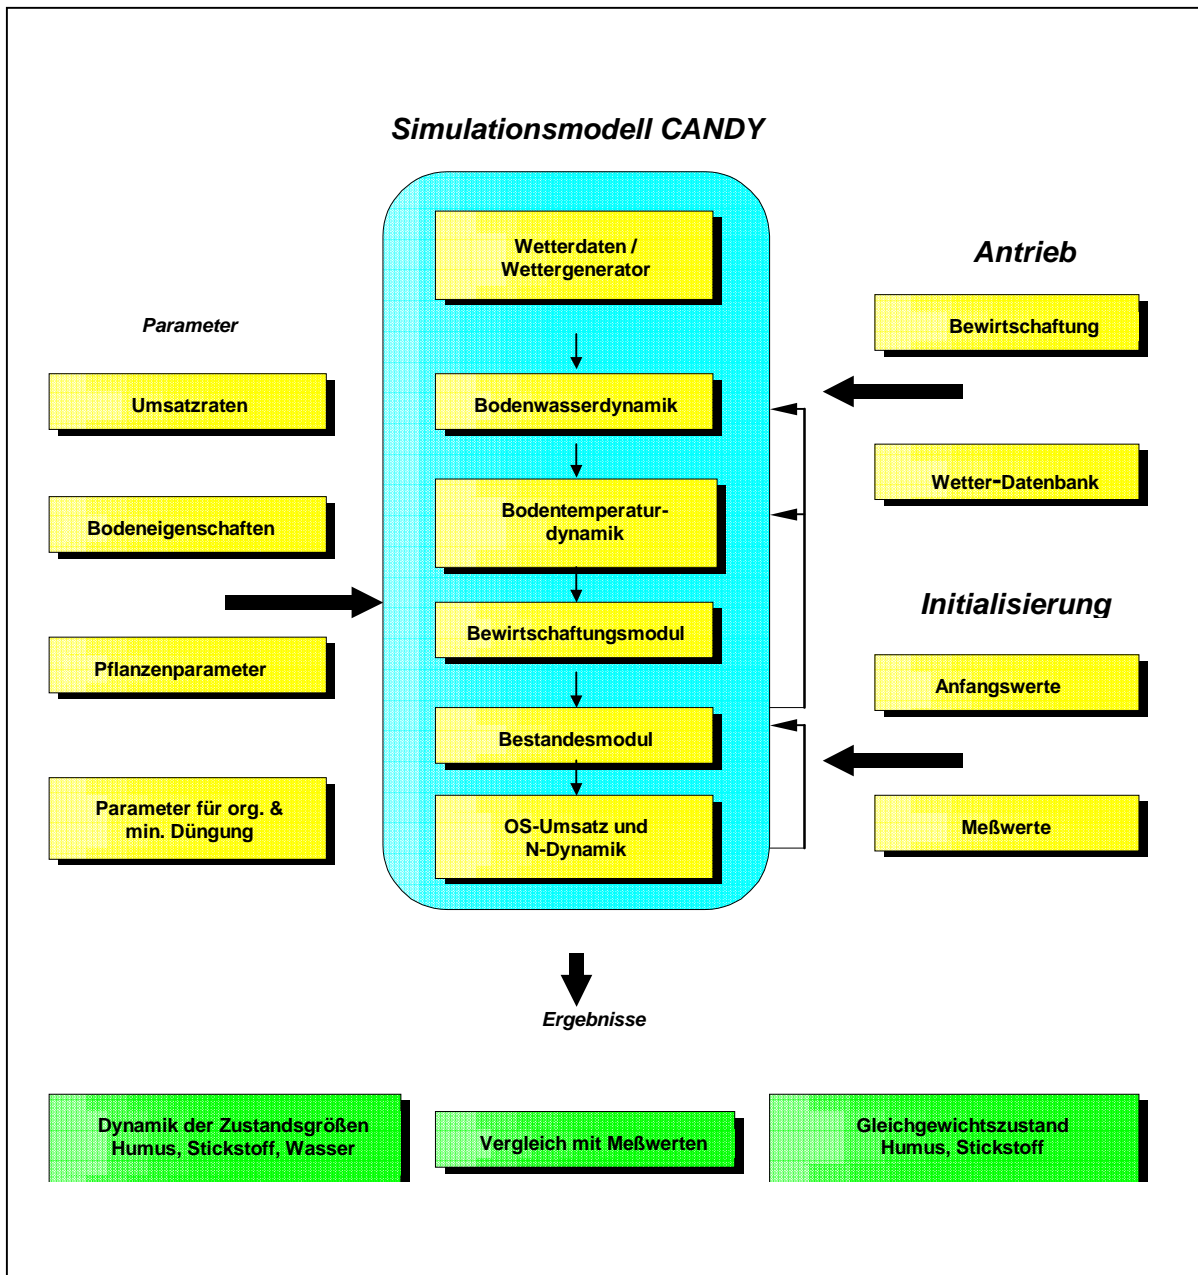 Simulationsmodell CANDY
Wetterdaten /
Wettergenerator
Bodenwasserdynamik
Bodentemperatur-
dynamik
Bewirtschaftungsmodul
Bestandesmodul
OS-Umsatz und
N-Dynamik
Parameter
Umsatzraten
Bodeneigenschaften
Pflanzenparameter
Parameter für org. &
min. Düngung
Antrieb
Bewirtschaftung
Wetter-Datenbank
Initialisierung
Anfangswerte
Meßwerte
Ergebnisse
Dynamik der Zustandsgrößen
Humus, Stickstoff, Wasser
Vergleich mit Meßwerten
Gleichgewichtszustand
Humus, Stickstoff